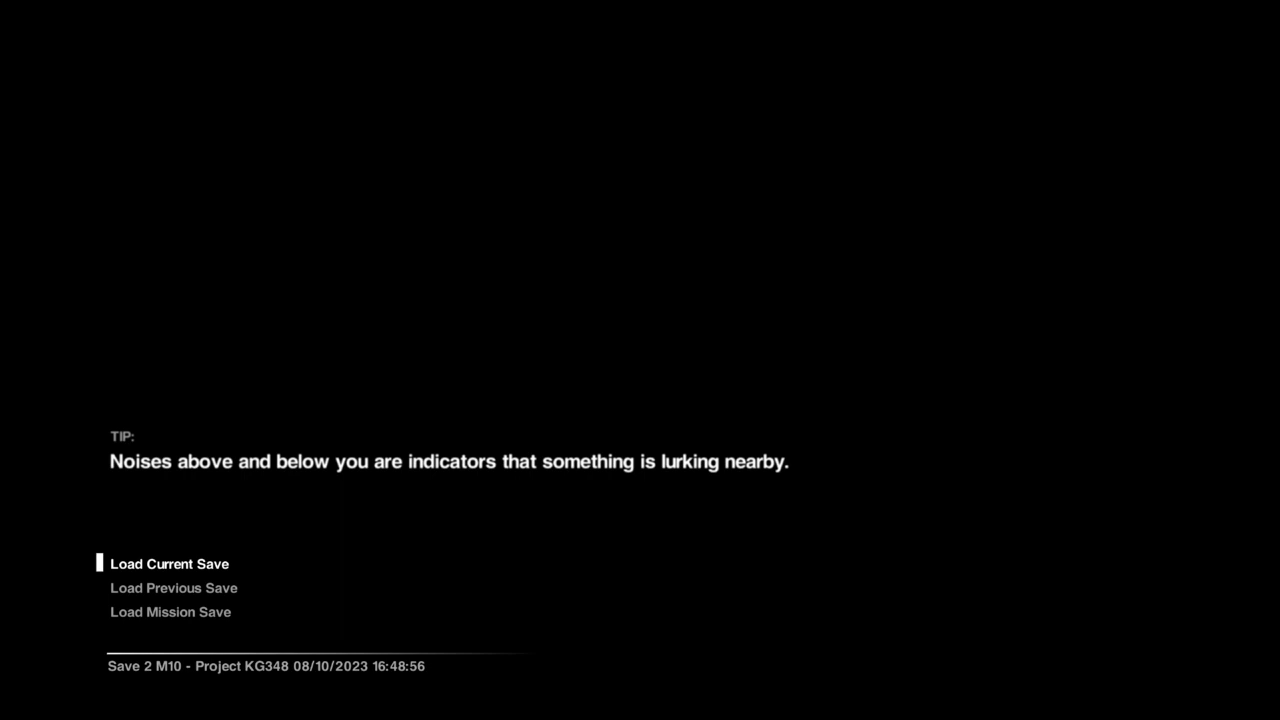 TIP:
Noises above and below you are indicators that something is lurking nearby.
Load Current Save
Load Previous Save
Load Mission Save
Save 2 M10 - Project KG348 08/10/2023 16:48:56